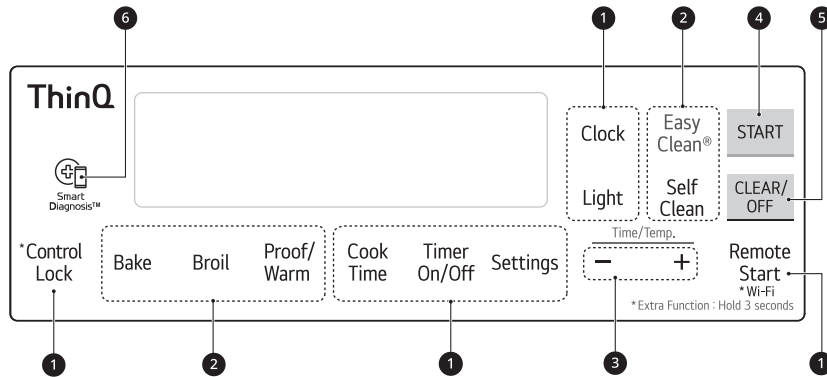 6
1
2
4
5
ThinQ
Clock
Easy
Clean®
START
Smart
Diagnosis™
Light
Self
Clean
CLEAR/
OFF
*Control
Lock
Bake
Broil
Proof/
Warm
Cook
Time
Timer
On/Off
Settings
Time/Temp.
− +
Remote
Start
*Wi-Fi
*Extra Function : Hold 3 seconds
1
2
1
3
1